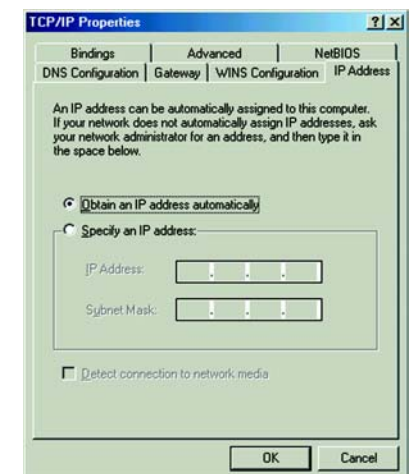 TCP/IP Properties
? X
Bindings Advanced NetBIOS
DNS Configuration Gateway WINS Configuration IP Address
An IP address can be automatically assigned to this computer.
If your network does not automatically assign IP addresses, ask
your network administrator for an address, and then type it in
the space below.
Obtain an IP address automatically
Specify an IP address:
IP Address:
. . .
Subnet Mask:
. . .
Detect connection to network media
OK Cancel